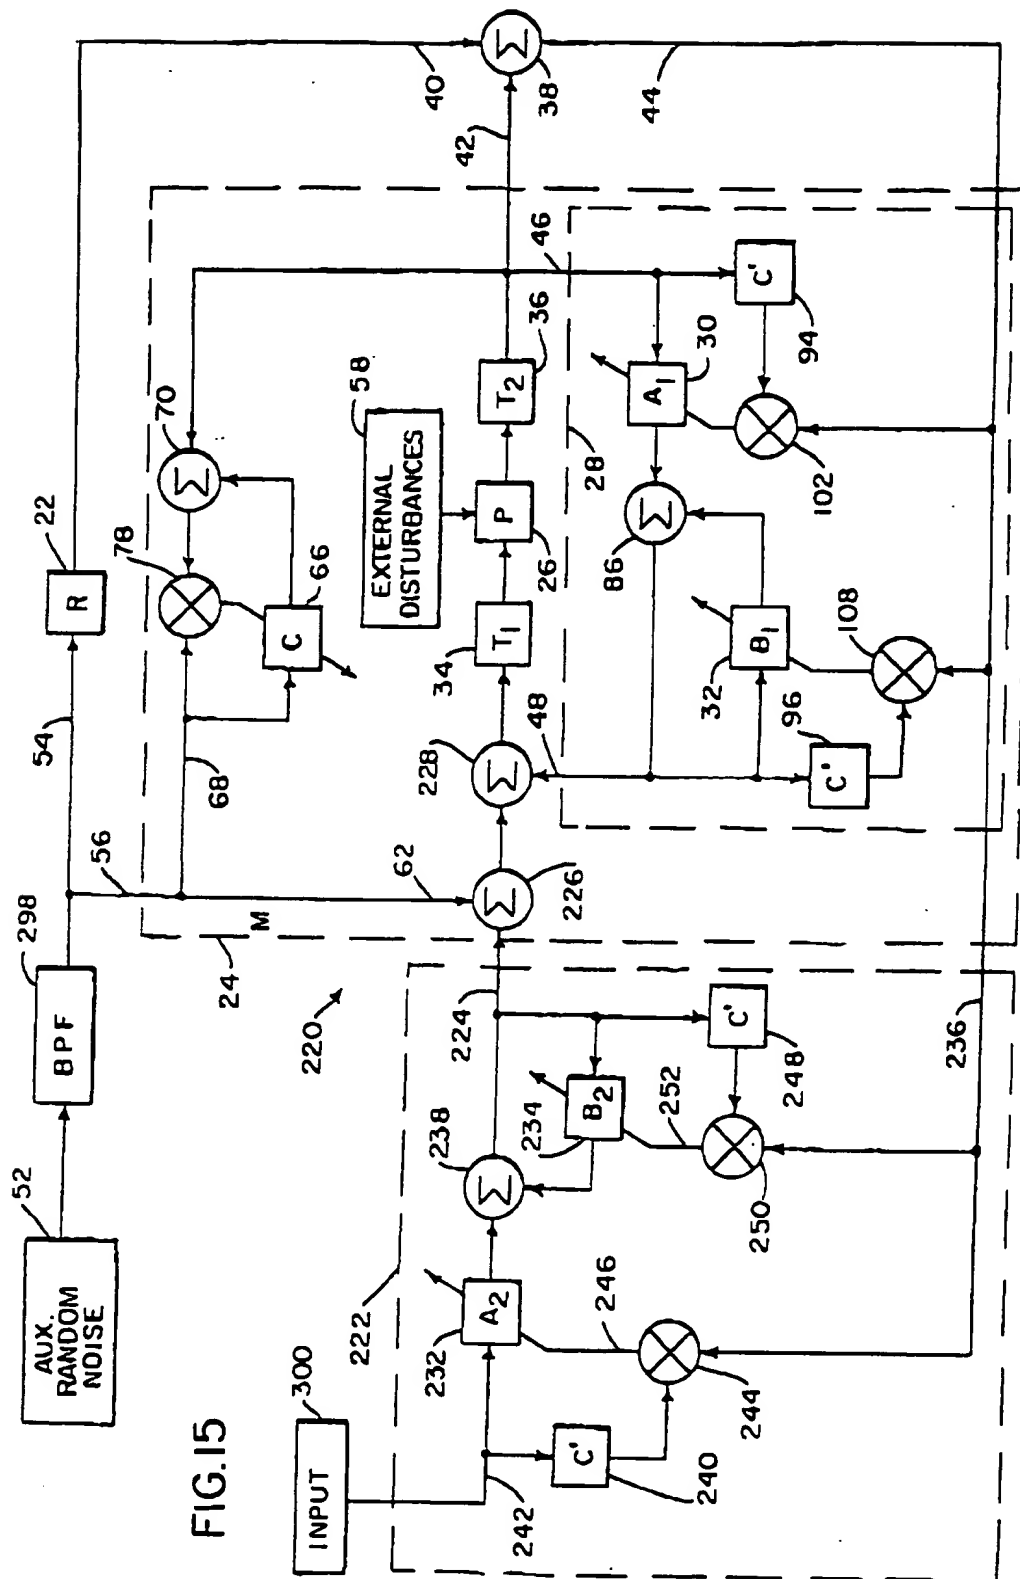 FIG.15
AUX.
RANDOM
NOISE
52
BPF
298
54
R
22
40
Σ
38
44
42
56
24
M
68
78
70
Σ
C
66
EXTERNAL
DISTURBANCES
58
62
Σ
226
Σ
228
T1
34
P
26
T2
36
46
48
28
A1
30
C'
94
102
Σ
86
B1
32
108
C'
96
220
INPUT
300
222
242
C'
240
A2
232
246
244
Σ
238
224
B2
234
252
250
C'
248
236